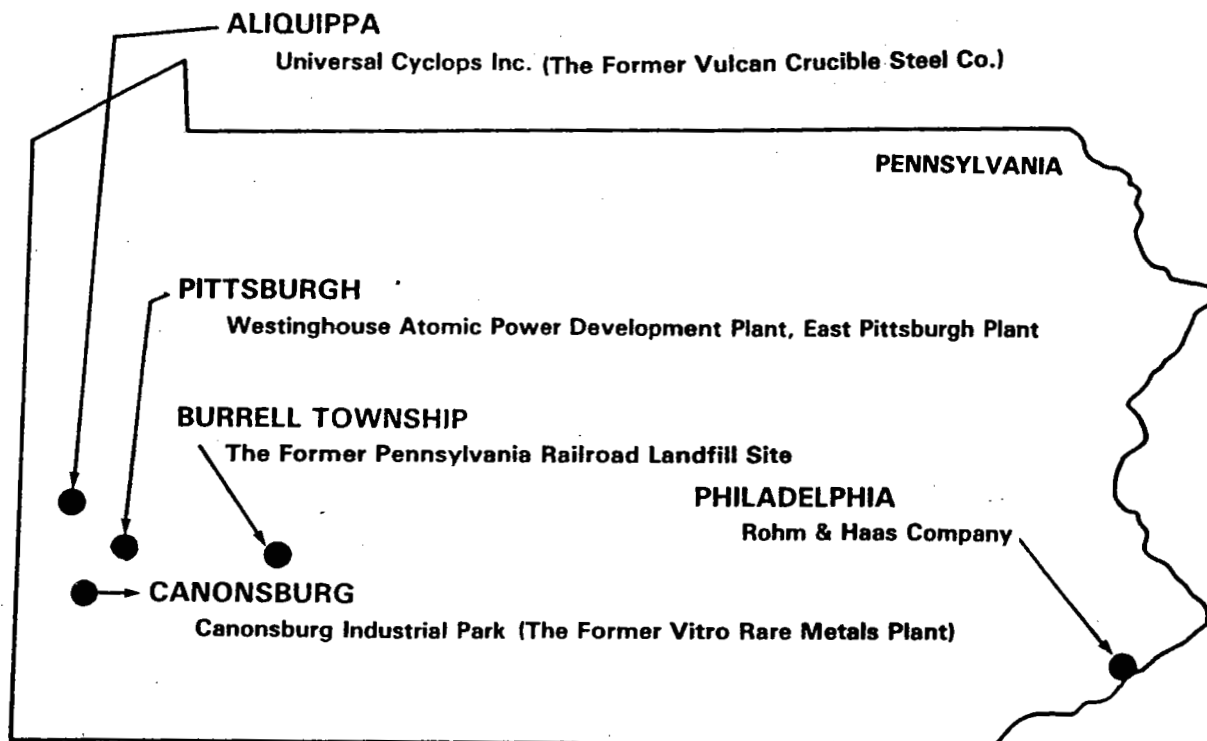 ALIQUIPPA
Universal Cyclops Inc. (The Former Vulcan Crucible Steel Co.)
PENNSYLVANIA
PITTSBURGH
Westinghouse Atomic Power Development Plant, East Pittsburgh Plant
BURRELL TOWNSHIP
The Former Pennsylvania Railroad Landfill Site
PHILADELPHIA
Rohm & Haas Company
CANONSBURG
Canonsburg Industrial Park (The Former Vitro Rare Metals Plant)